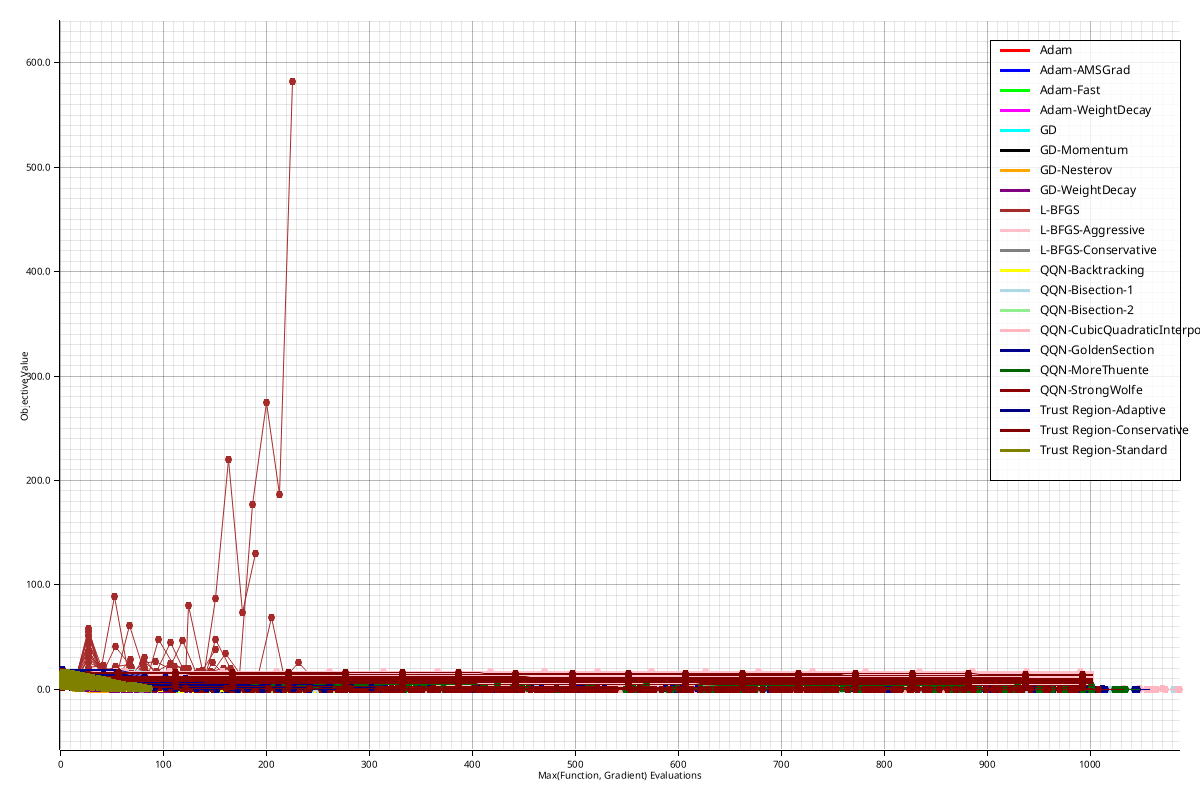 600.0
500.0
400.0
300.0
200.0
100.0
0.0
Objective Value
0
100
200
300
400
500
600
700
800
900
1000
Max(Function, Gradient) Evaluations
Adam
Adam-AMSGrad
Adam-Fast
Adam-WeightDecay
GD
GD-Momentum
GD-Nesterov
GD-WeightDecay
L-BFGS
L-BFGS-Aggressive
L-BFGS-Conservative
QQN-Backtracking
QQN-Bisection-1
QQN-Bisection-2
QQN-CubicQuadraticInterpo
QQN-GoldenSection
QQN-MoreThuente
QQN-StrongWolfe
Trust Region-Adaptive
Trust Region-Conservative
Trust Region-Standard